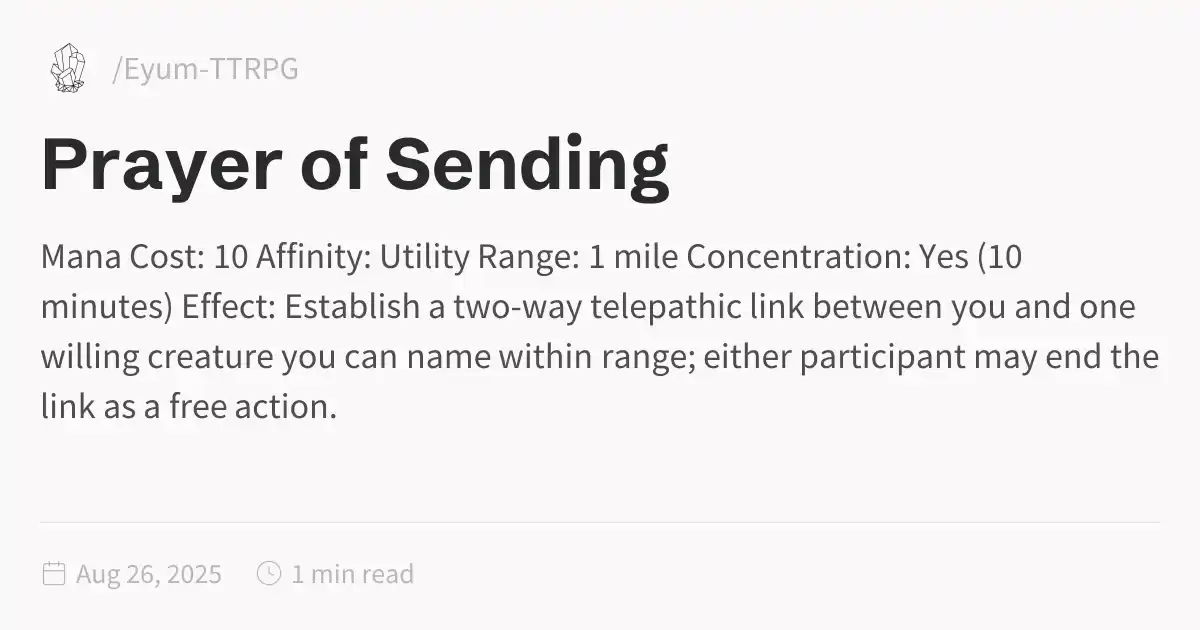 /Eyum-TTRPG
Prayer of Sending
Mana Cost: 10 Affinity: Utility Range: 1 mile Concentration: Yes (10
minutes) Effect: Establish a two-way telepathic link between you and one
willing creature you can name within range; either participant may end the
link as a free action.
Aug 26, 2025 1 min read